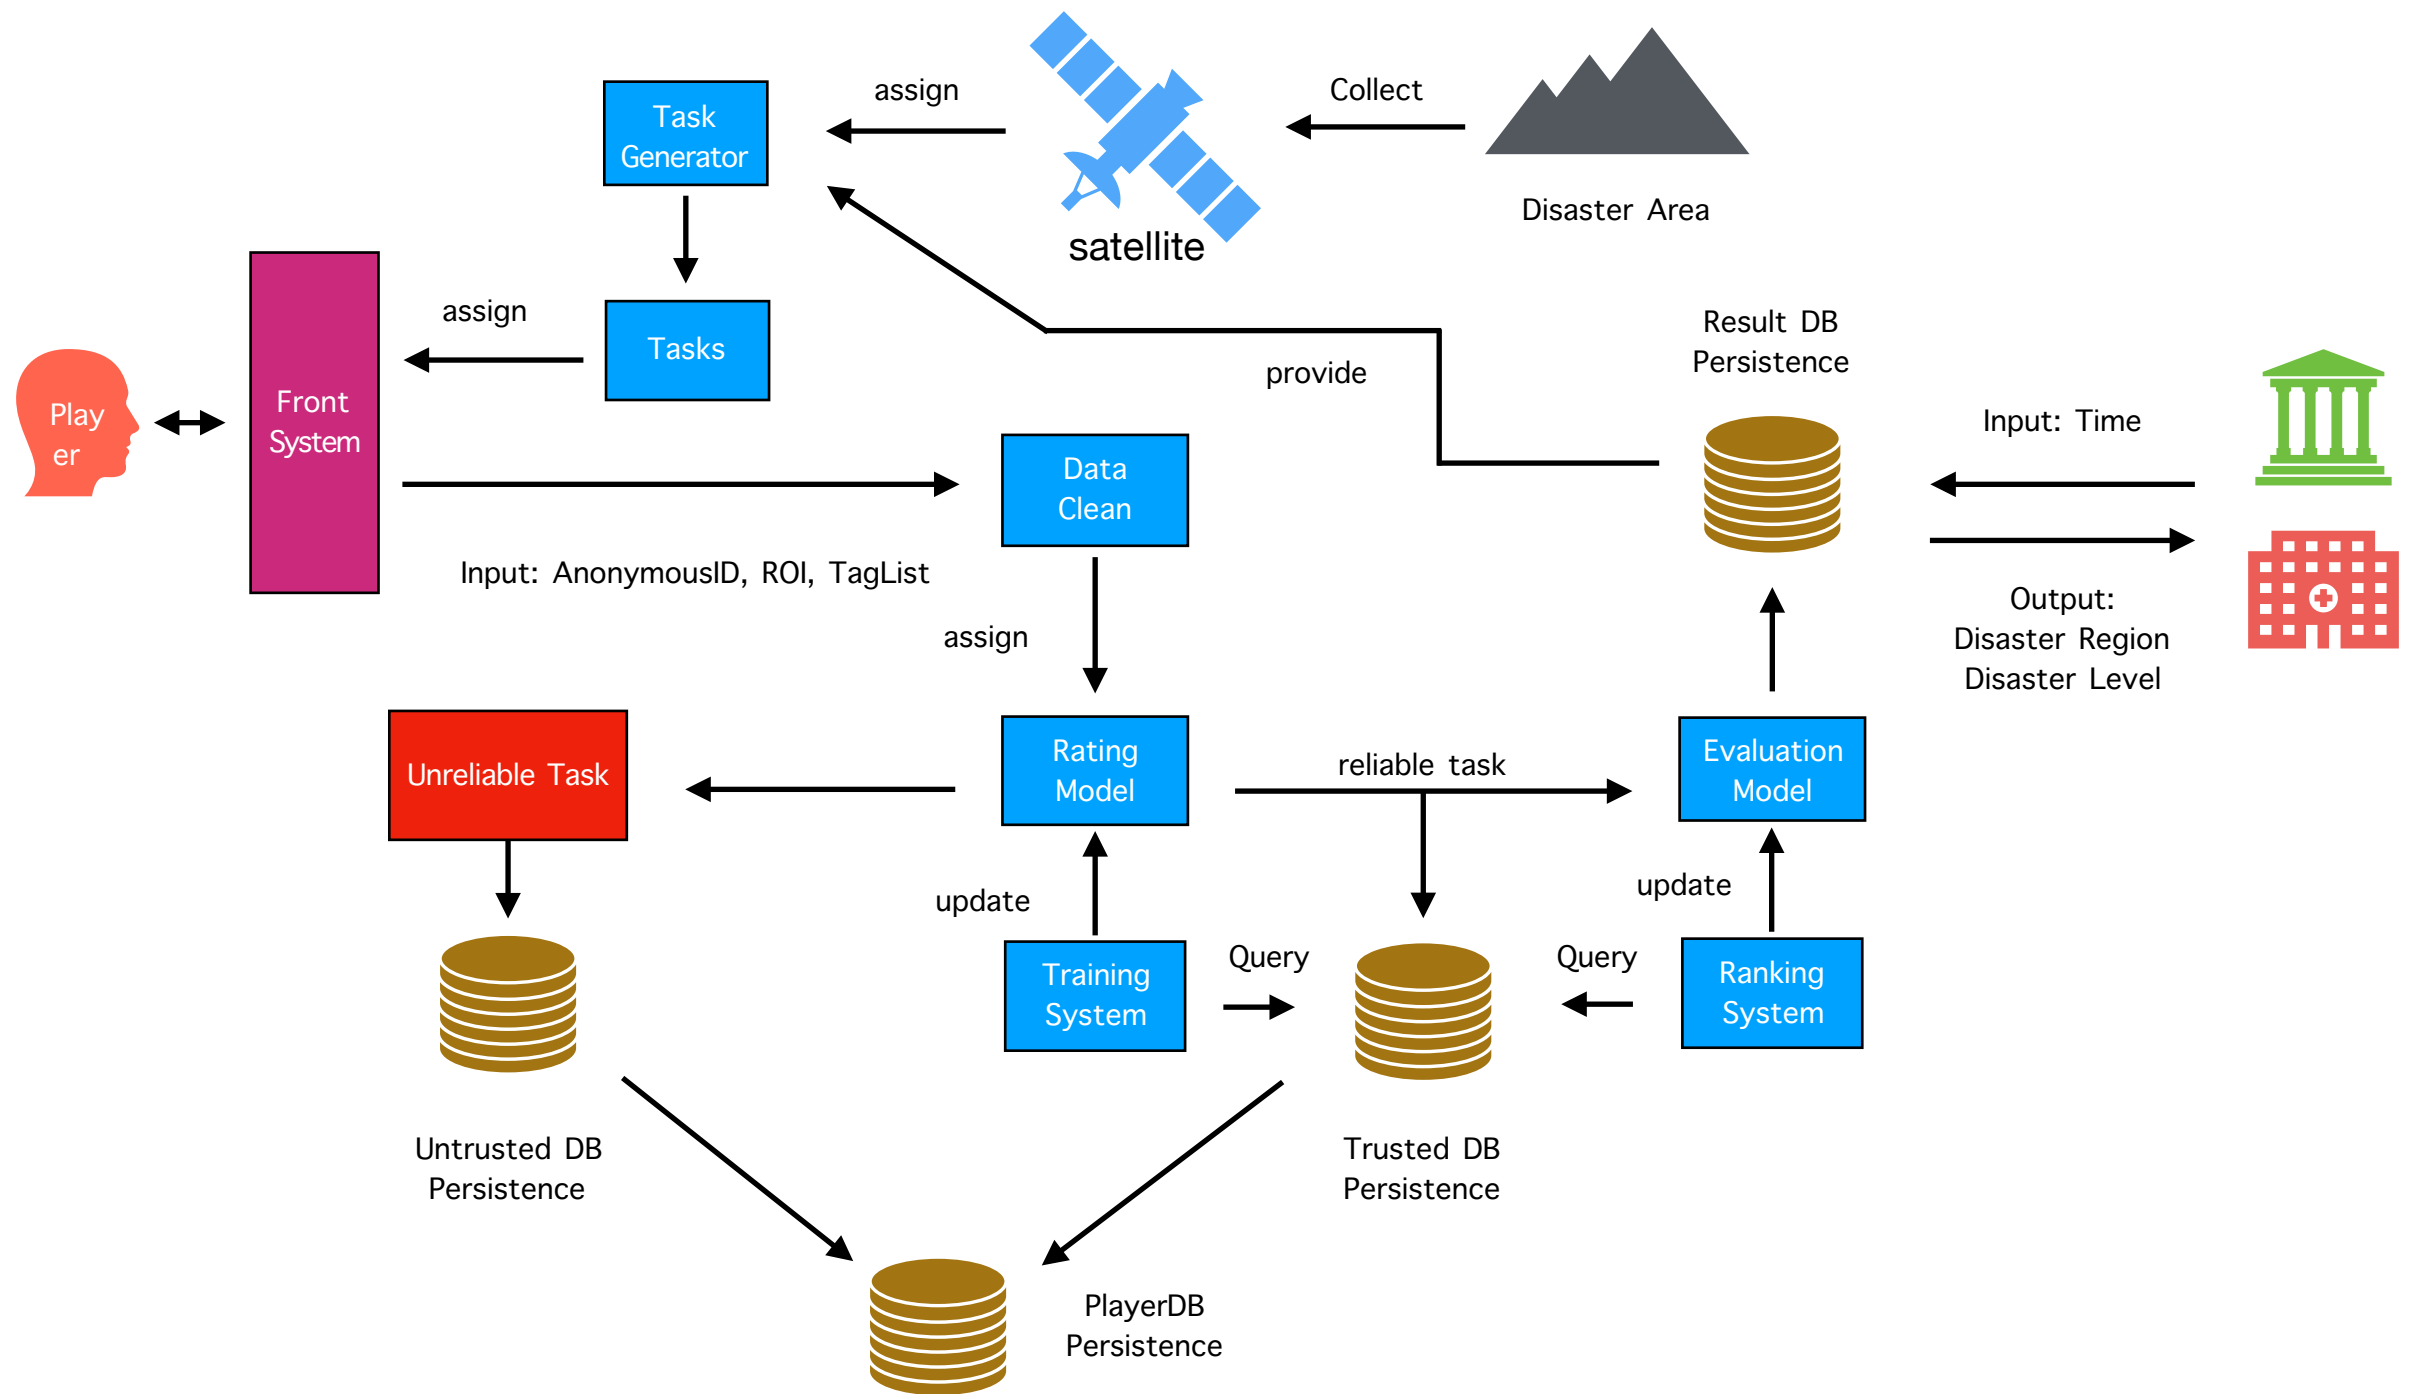 assign
Collect
Task
Generator
Disaster Area
satellite
assign
Tasks
Result DB
Persistence
provide
Play
er
Front
System
Input: Time
Data
Clean
Input: AnonymousID, ROI, TagList
Output:
Disaster Region
Disaster Level
assign
Unreliable Task
Rating
Model
reliable task
Evaluation
Model
update
update
Training
System
Query
Query
Ranking
System
Untrusted DB
Persistence
Trusted DB
Persistence
PlayerDB
Persistence